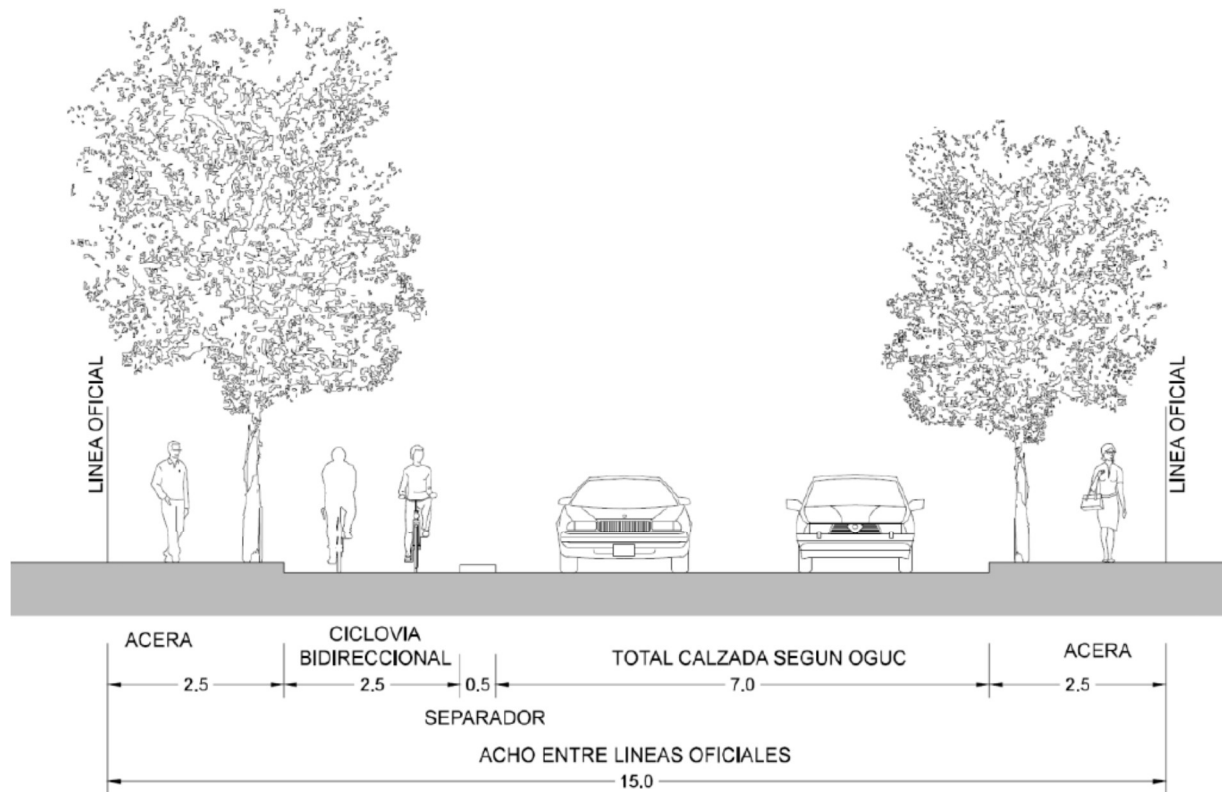 LINEA OFICIAL
LINEA OFICIAL
ACERA
CICLOVIA
BIDIRECCIONAL
TOTAL CALZADA SEGUN OGUC
ACERA
2.5
2.5
0.5
7.0
2.5
SEPARADOR
ACHO ENTRE LINEAS OFICIALES
15.0